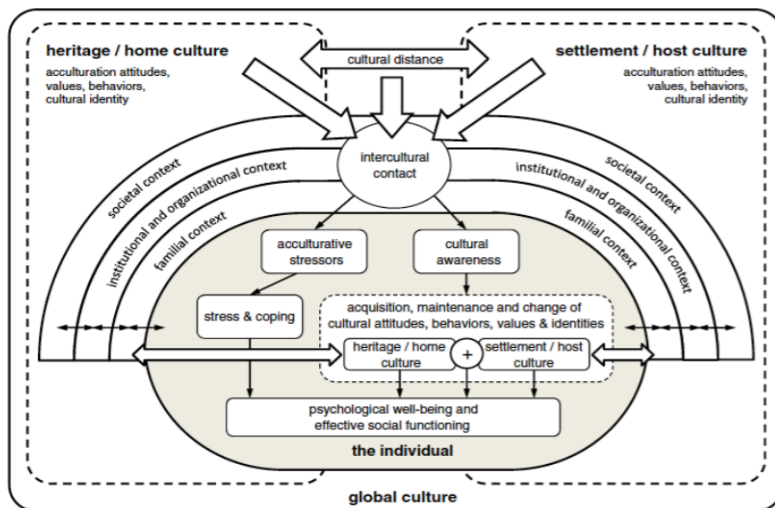 heritage / home culture
acculturation attitudes,
values, behaviors,
cultural identity
cultural distance
settlement / host culture
acculturation attitudes,
values, behaviors,
cultural identity
intercultural
contact
societal context
institutional and organizational context
familial context
societal context
institutional and organizational context
familial context
acculturative
stressors
cultural
awareness
stress & coping
acquisition, maintenance and change of
cultural attitudes, behaviors, values & identities
heritage / home
culture
+
settlement / host
culture
psychological well-being and
effective social functioning
the individual
global culture